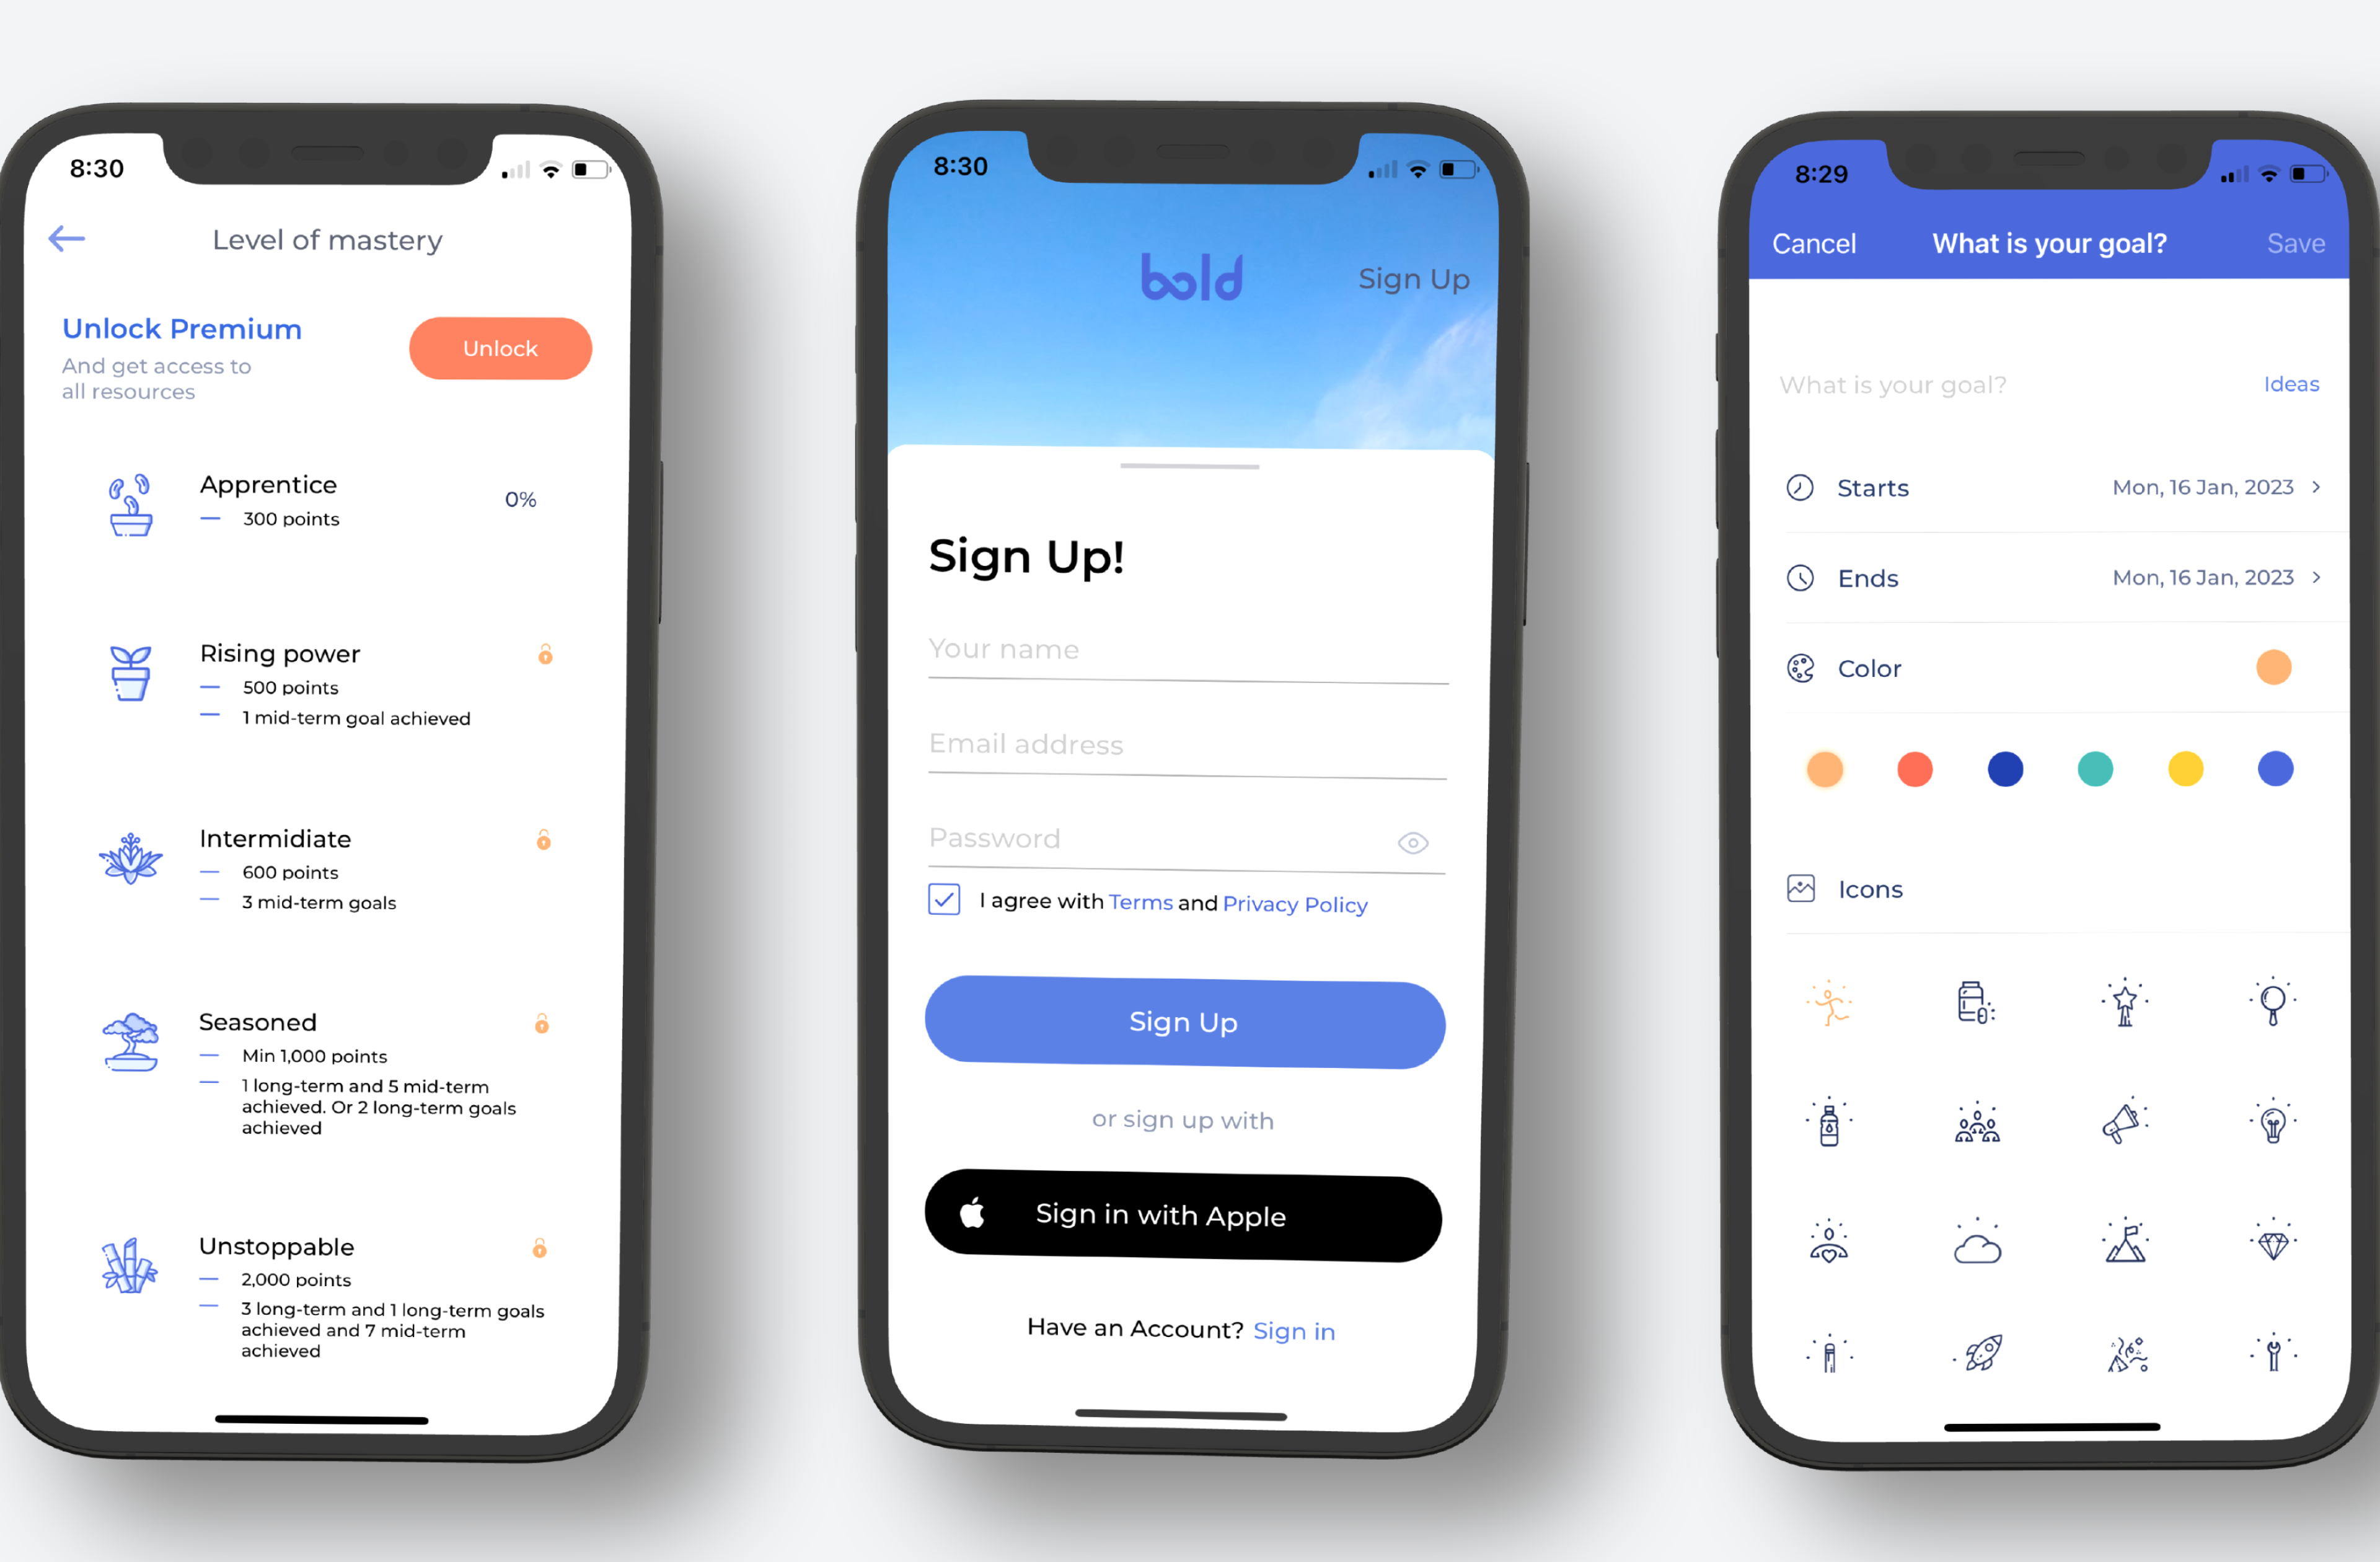 8:30
Level of mastery
Unlock Premium
And get access to
all resources
Unlock
Apprentice
0%
— 300 points
Rising power
— 500 points
— 1 mid-term goal achieved
Intermidiate
— 600 points
— 3 mid-term goals
Seasoned
— Min 1,000 points
— 1 long-term and 5 mid-term
achieved. Or 2 long-term goals
achieved
Unstoppable
— 2,000 points
— 3 long-term and 1 long-term goals
achieved and 7 mid-term
achieved
8:30
bold
Sign Up
Sign Up!
Your name
Email address
Password
I agree with Terms and Privacy Policy
Sign Up
or sign up with
Sign in with Apple
Have an Account? Sign in
8:29
Cancel What is your goal? Save
What is your goal? Ideas
Starts Mon, 16 Jan, 2023 >
Ends Mon, 16 Jan, 2023 >
Color
Icons